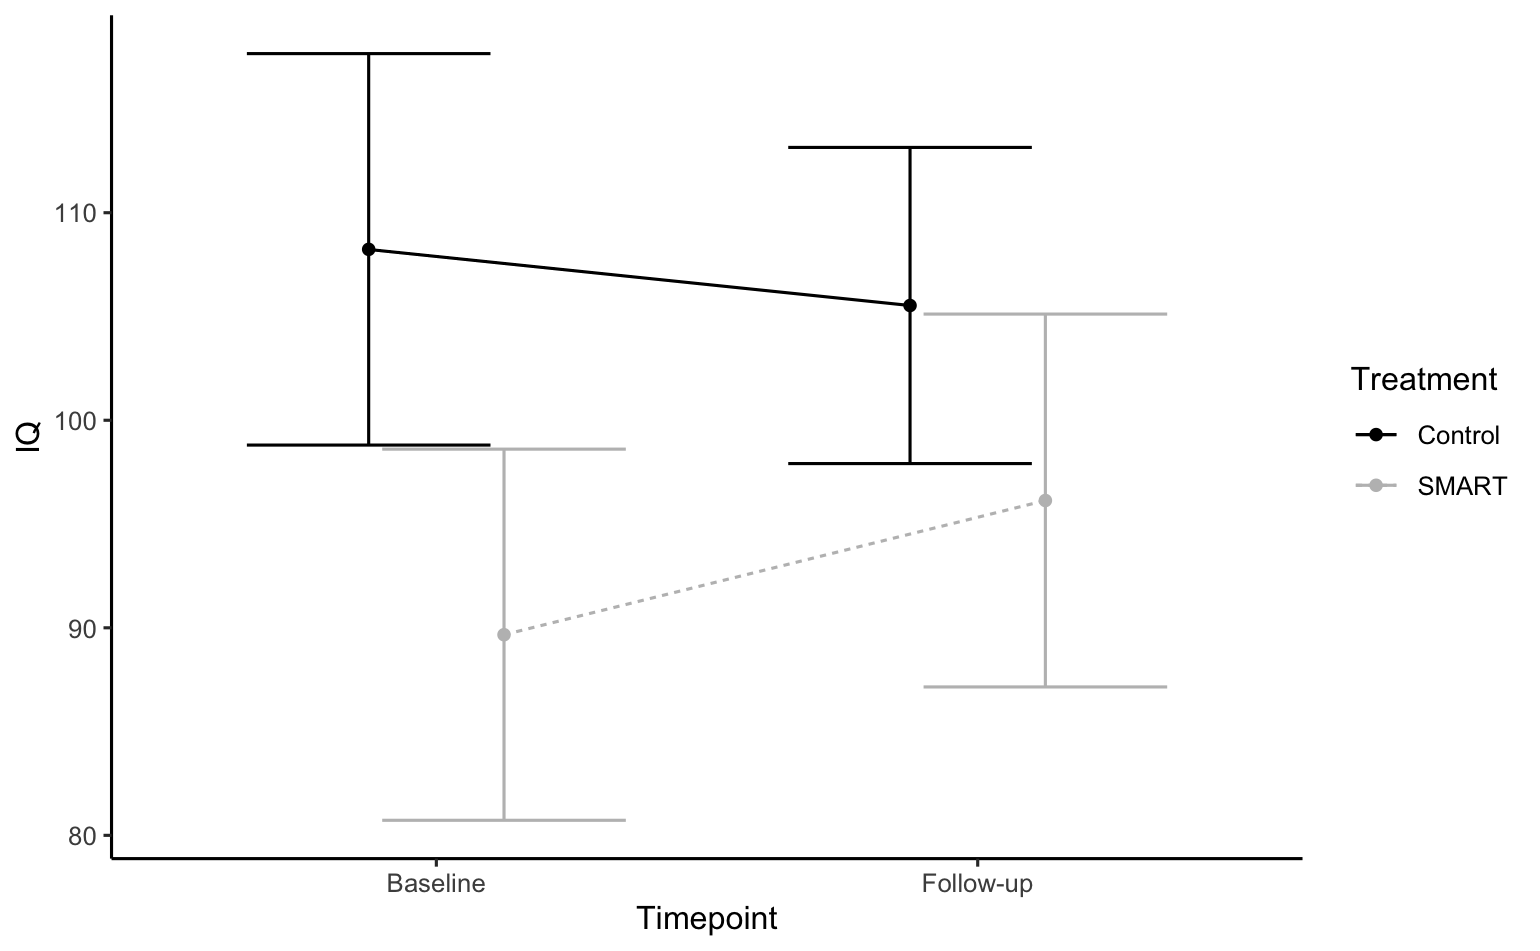 IQ
110
100
90
80
Baseline
Follow-up
Timepoint
Treatment
Control
SMART